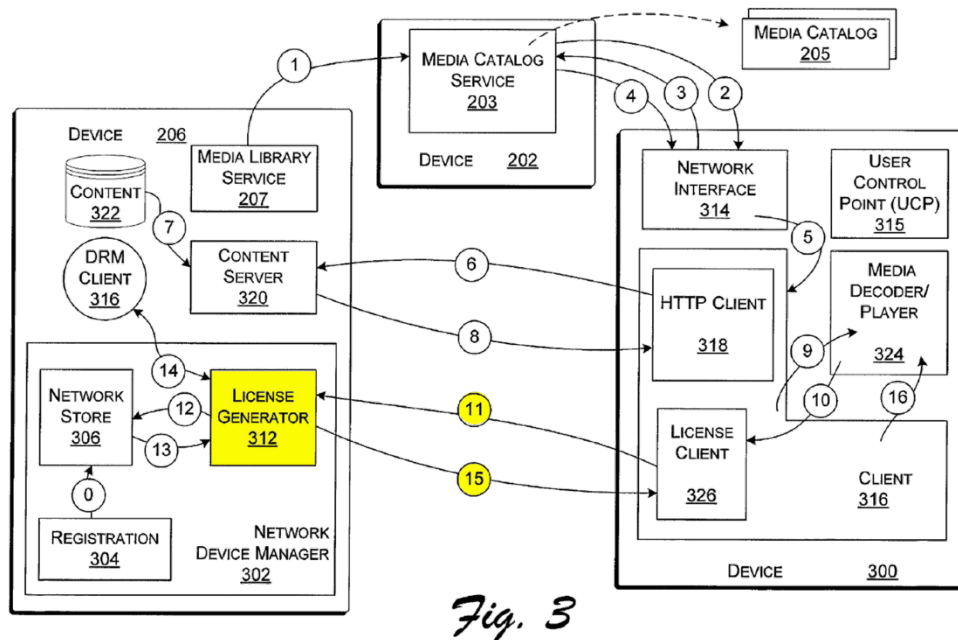 1
MEDIA CATALOG
SERVICE
203
4
3
2
DEVICE 202
MEDIA CATALOG
205
DEVICE 206
CONTENT
322
MEDIA LIBRARY
SERVICE
207
7
DRM
CLIENT
316
CONTENT
SERVER
320
6
8
14
NETWORK
STORE
306
12
13
LICENSE
GENERATOR
312
11
15
0
REGISTRATION
304
NETWORK
DEVICE MANAGER
302
NETWORK
INTERFACE
314
USER
CONTROL
POINT (UCP)
315
5
HTTP CLIENT
318
MEDIA
DECODER/
PLAYER
324
9
10
16
LICENSE
CLIENT
326
CLIENT
316
DEVICE 300
Fig. 3